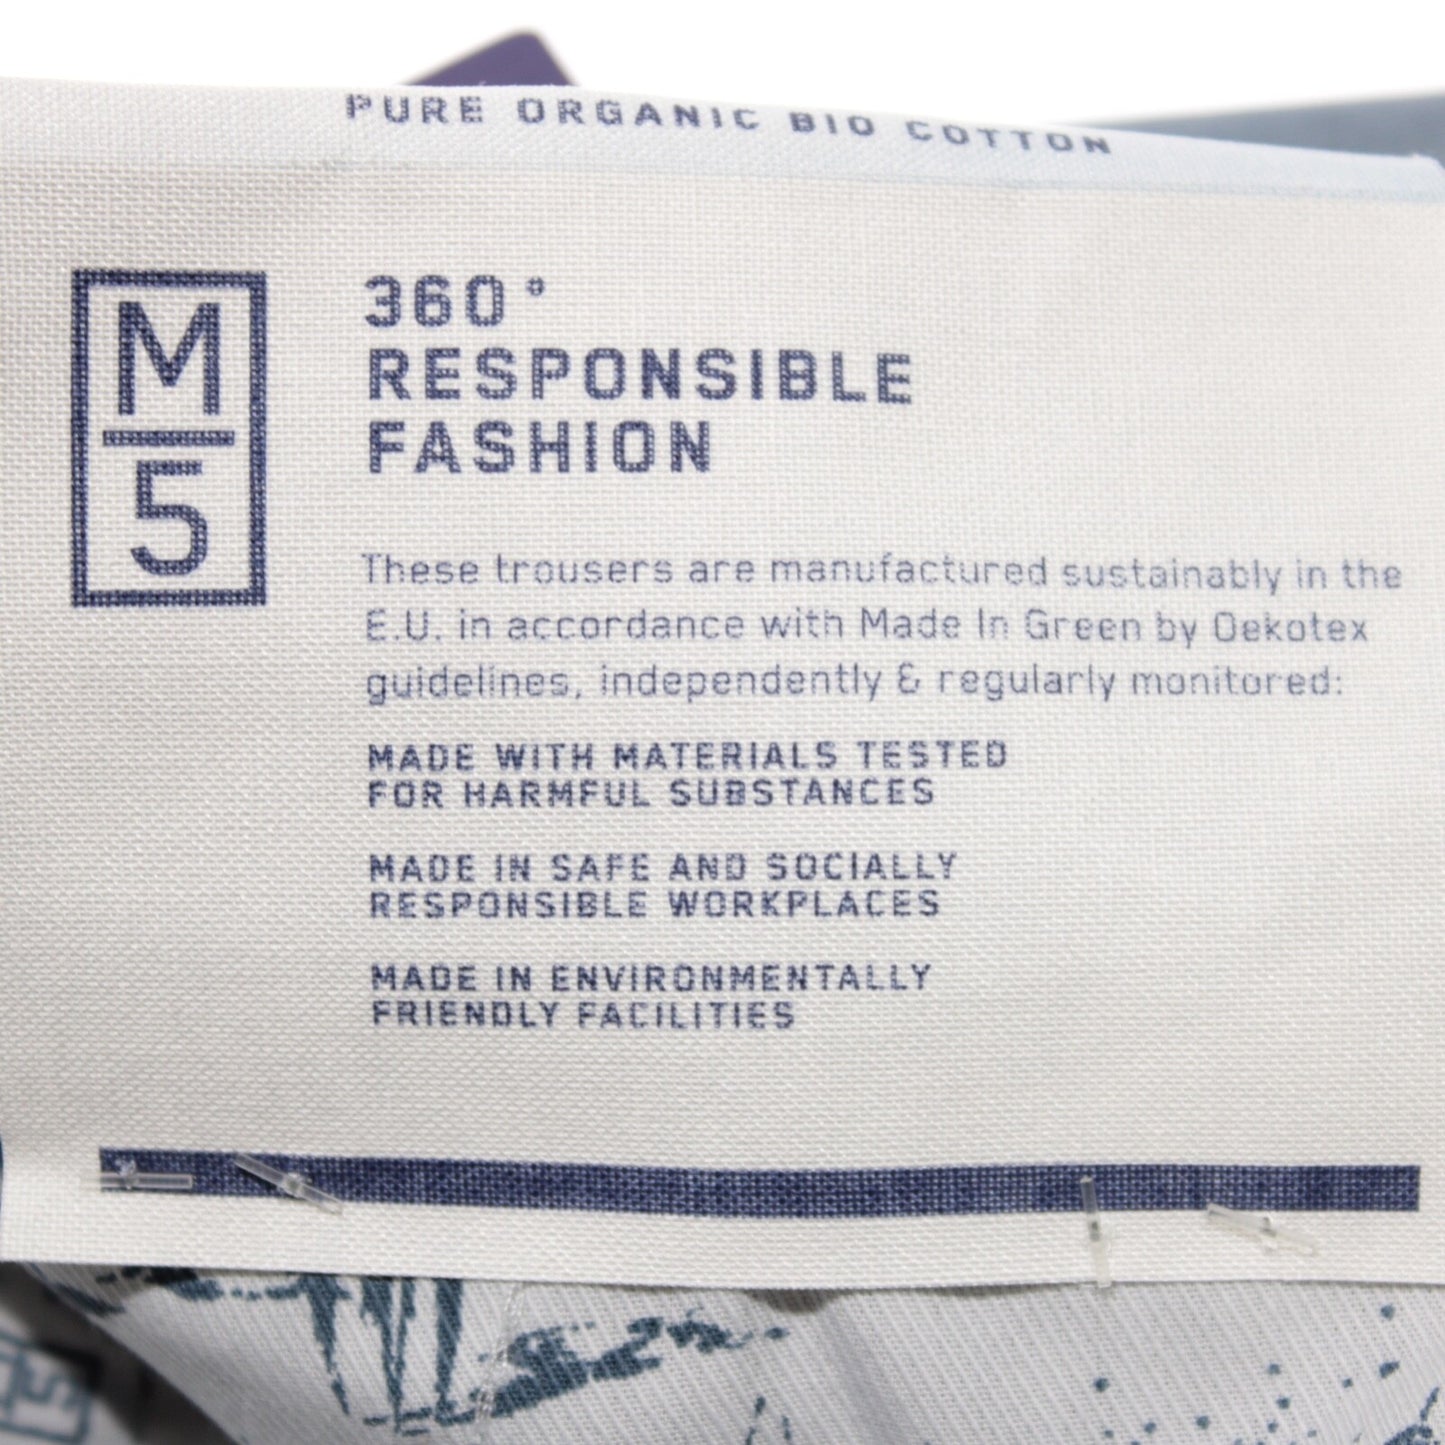 PURE ORGANIC BIO COTTON
M
5
360°
RESPONSIBLE
FASHION
These trousers are manufactured sustainably in the
E.U. in accordance with Made In Green by Oekotex
guidelines, independently & regularly monitored:
MADE WITH MATERIALS TESTED
FOR HARMFUL SUBSTANCES
MADE IN SAFE AND SOCIALLY
RESPONSIBLE WORKPLACES
MADE IN ENVIRONMENTALLY
FRIENDLY FACILITIES